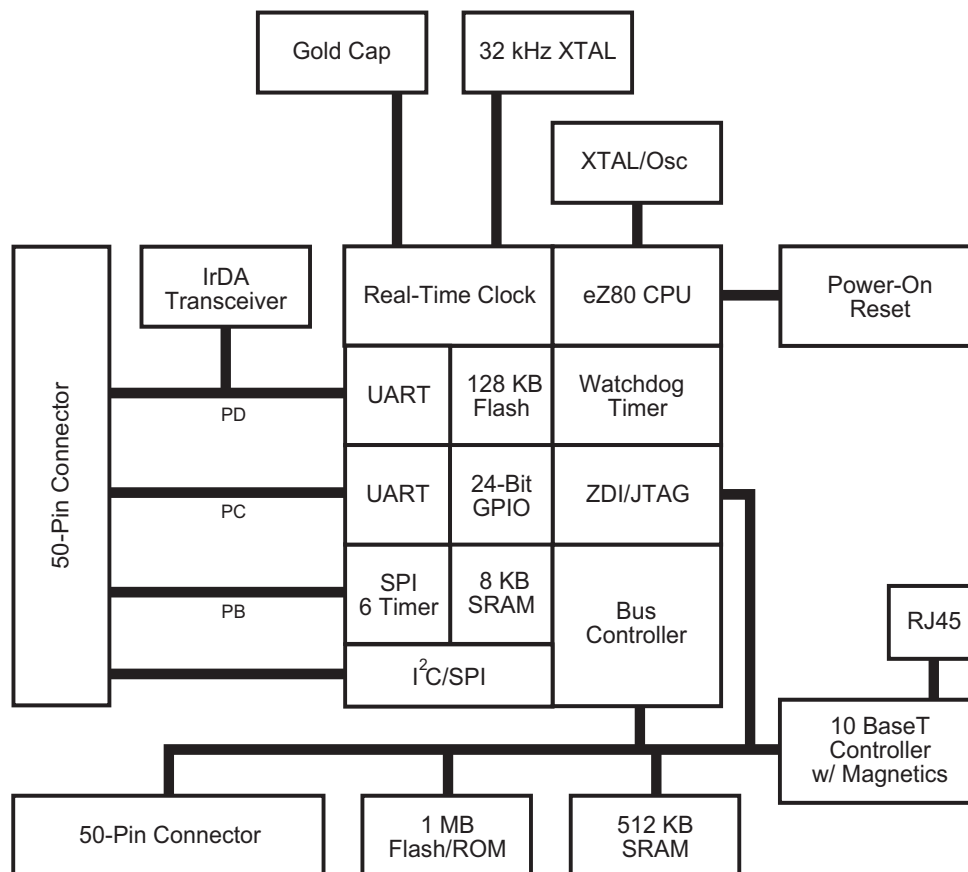 Gold Cap
32 kHz XTAL
XTAL/Osc
50-Pin Connector
IrDA
Transceiver
Real-Time Clock
eZ80 CPU
Power-On
Reset
PD
UART
128 KB
Flash
Watchdog
Timer
PC
UART
24-Bit
GPIO
ZDI/JTAG
PB
SPI
6 Timer
8 KB
SRAM
Bus
Controller
RJ45
I²C/SPI
10 BaseT
Controller
w/ Magnetics
50-Pin Connector
1 MB
Flash/ROM
512 KB
SRAM